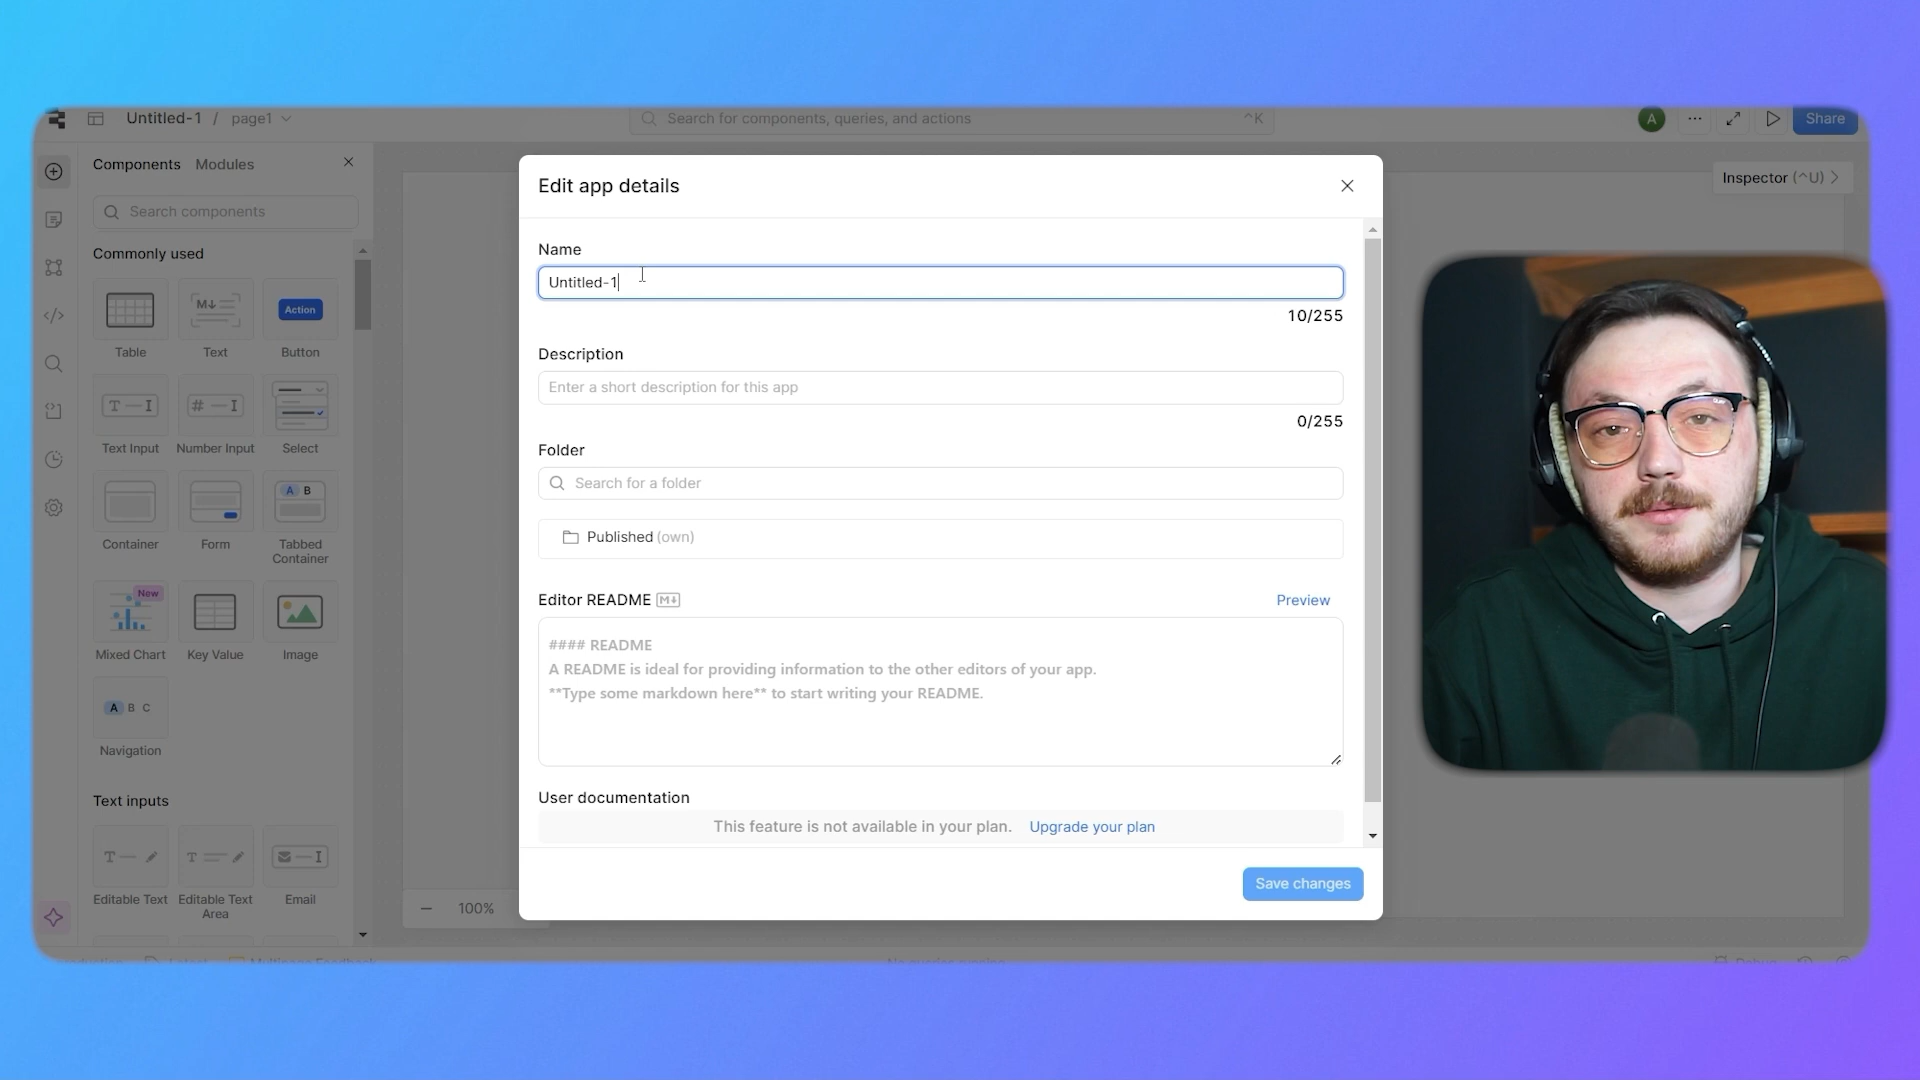 Untitled-1 / page1
Search for components, queries, and actions ^K
A
Share
Components Modules
Inspector (^U)
Search components
Commonly used
M↓
Action
Table Text Button
T I # I
Text Input Number Input Select
A B
Container Form Tabbed Container
New
Mixed Chart Key Value Image
A B C
Navigation
Text inputs
T T I
Editable Text Editable Text Area Email
100%
Edit app details
Name
Untitled-1
10/255
Description
Enter a short description for this app
0/255
Folder
Search for a folder
Published (own)
Editor README M↓ Preview
#### README
A README is ideal for providing information to the other editors of your app.
**Type some markdown here** to start writing your README.
User documentation
This feature is not available in your plan. Upgrade your plan
Save changes